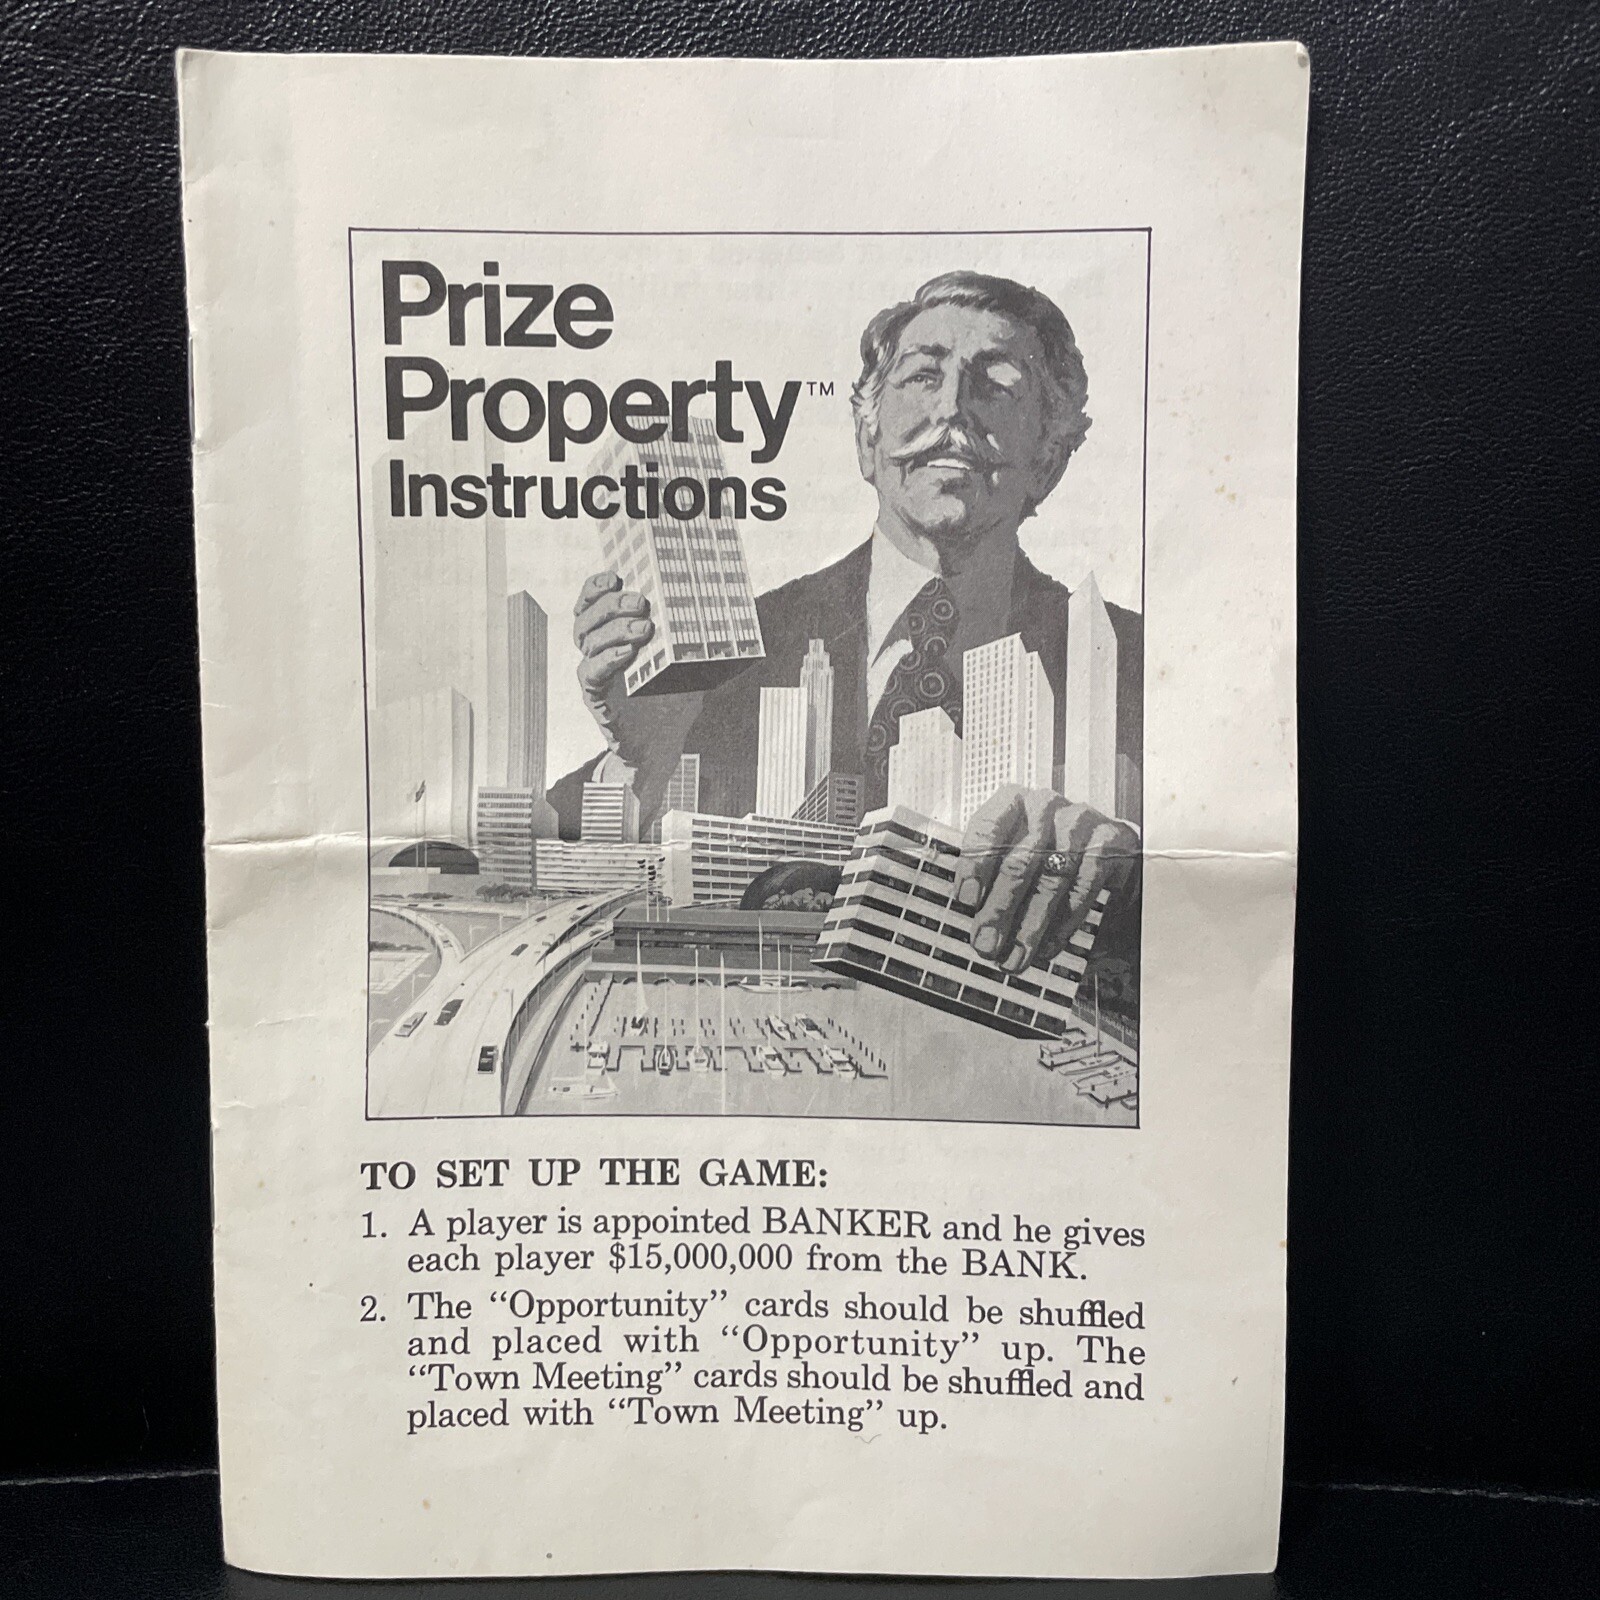 Prize
Property™
Instructions
TO SET UP THE GAME:
1. A player is appointed BANKER and he gives
each player $15,000,000 from the BANK.
2. The “Opportunity” cards should be shuffled
and placed with “Opportunity” up. The
“Town Meeting” cards should be shuffled and
placed with “Town Meeting” up.